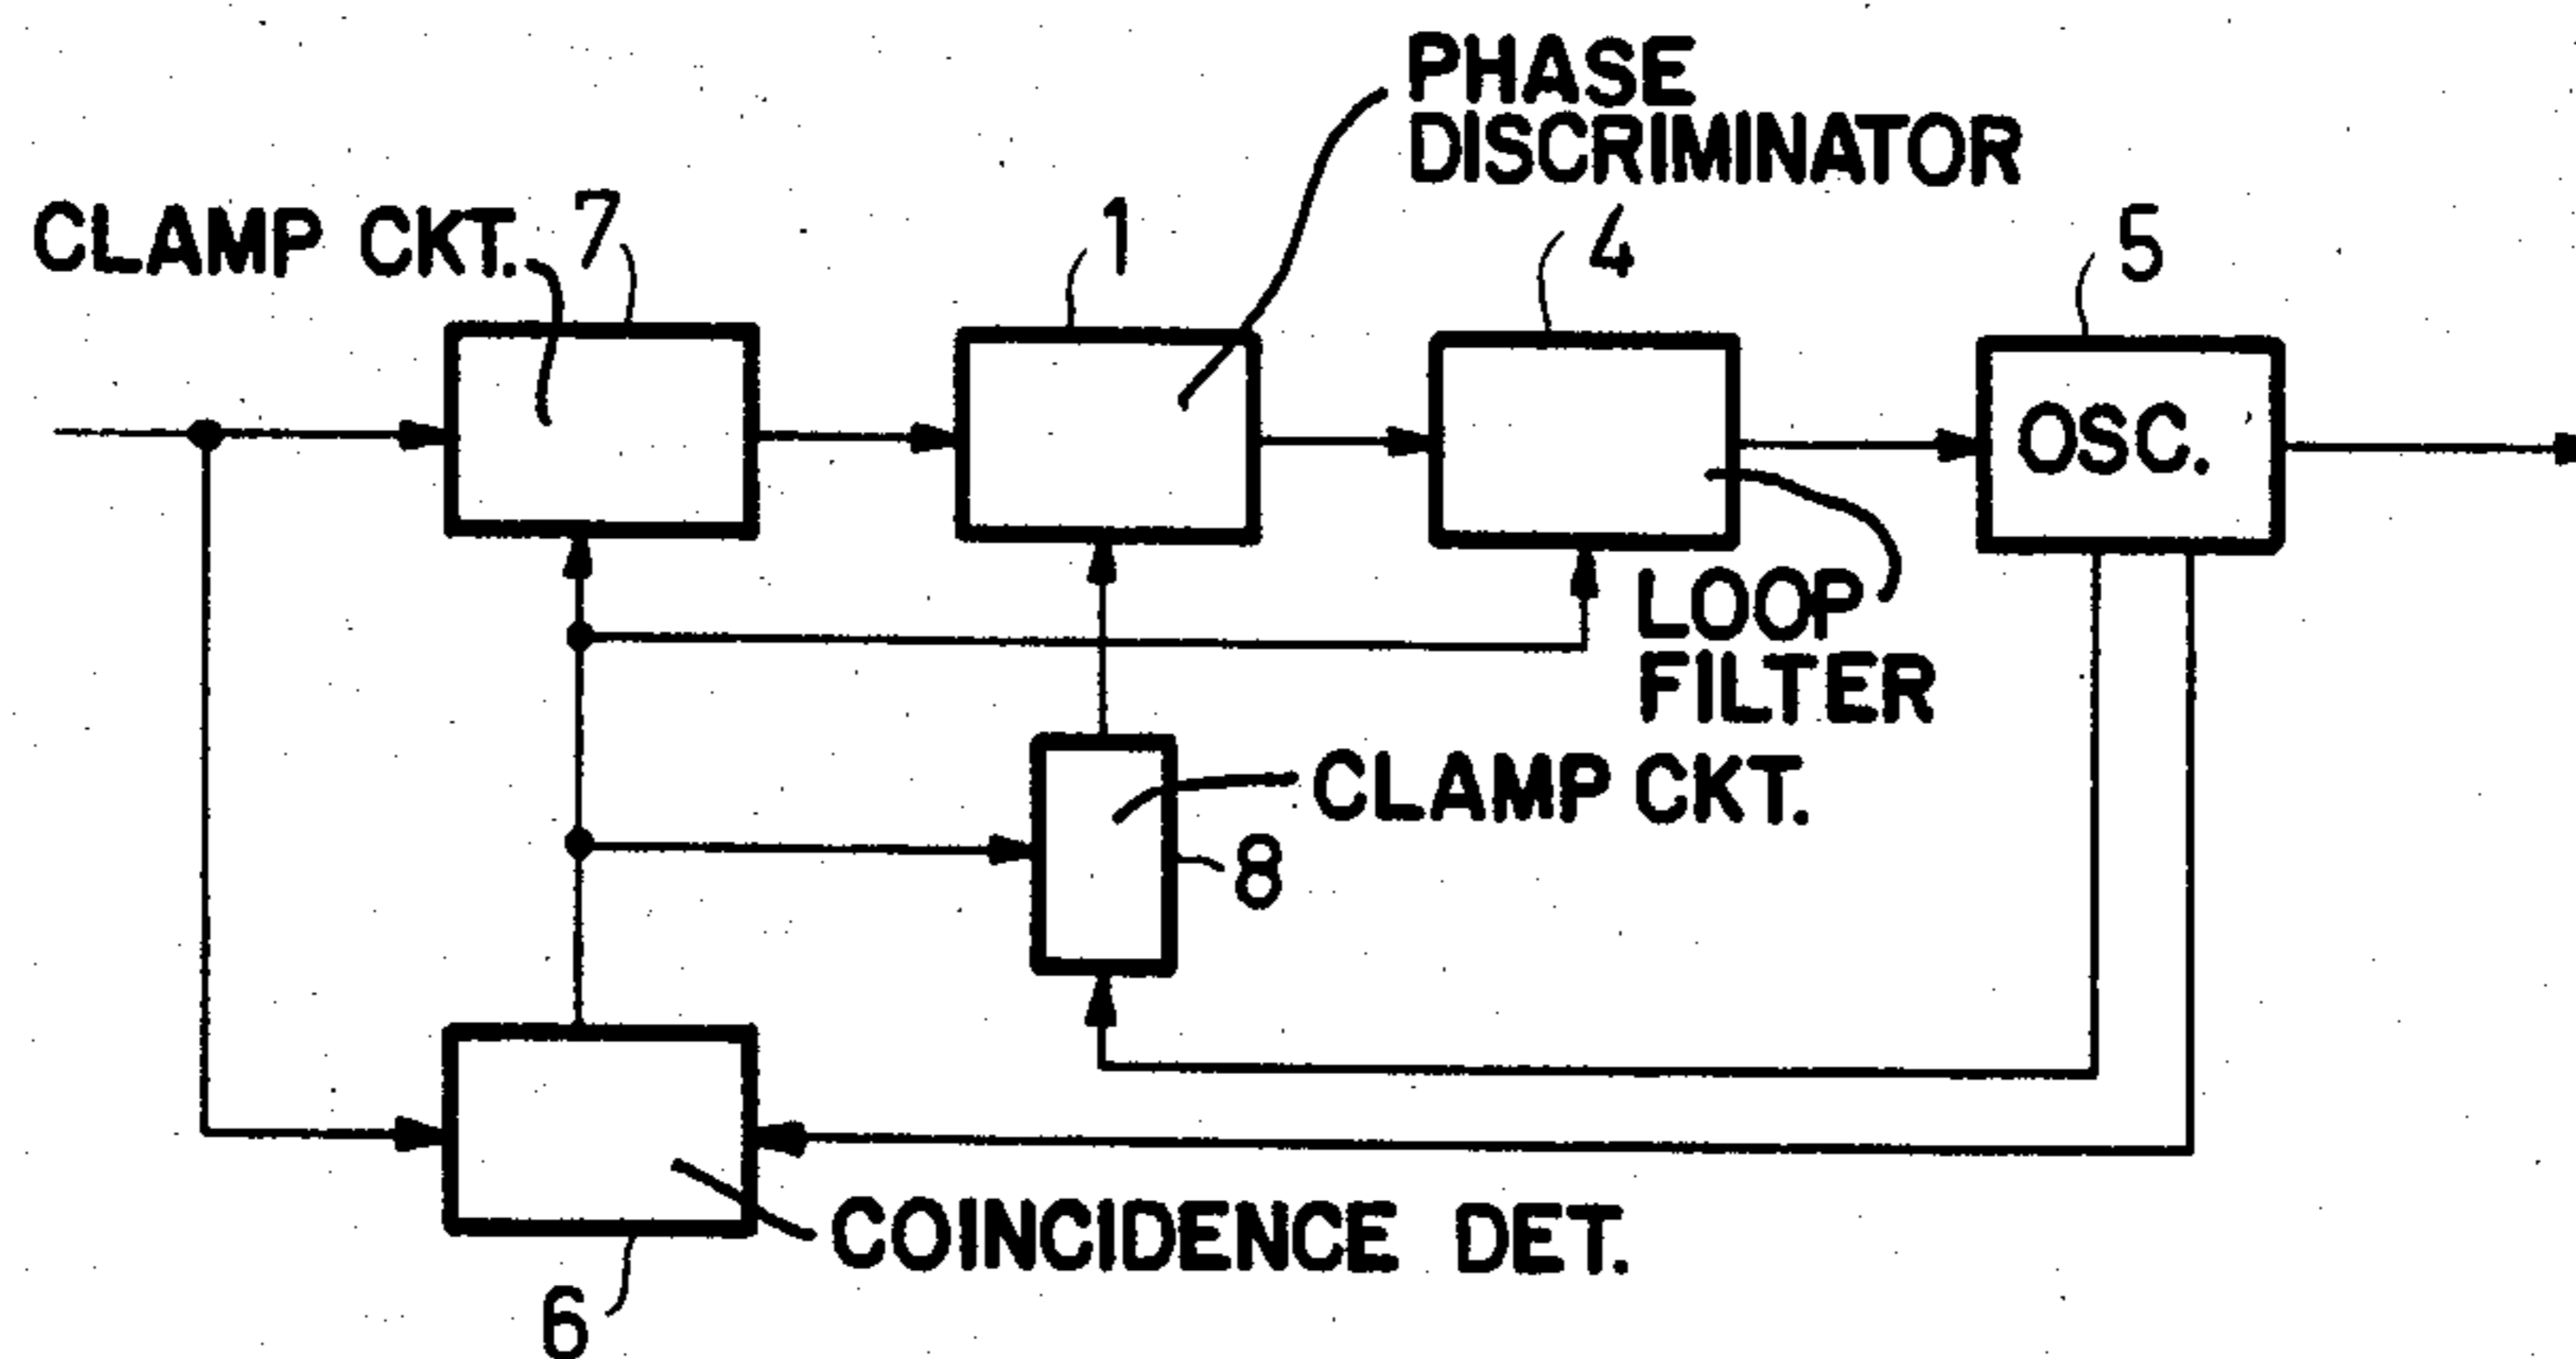 PHASE
DISCRIMINATOR
CLAMP CKT.
7
1
4
5
OSC.
LOOP
FILTER
CLAMP CKT.
8
COINCIDENCE DET.
6